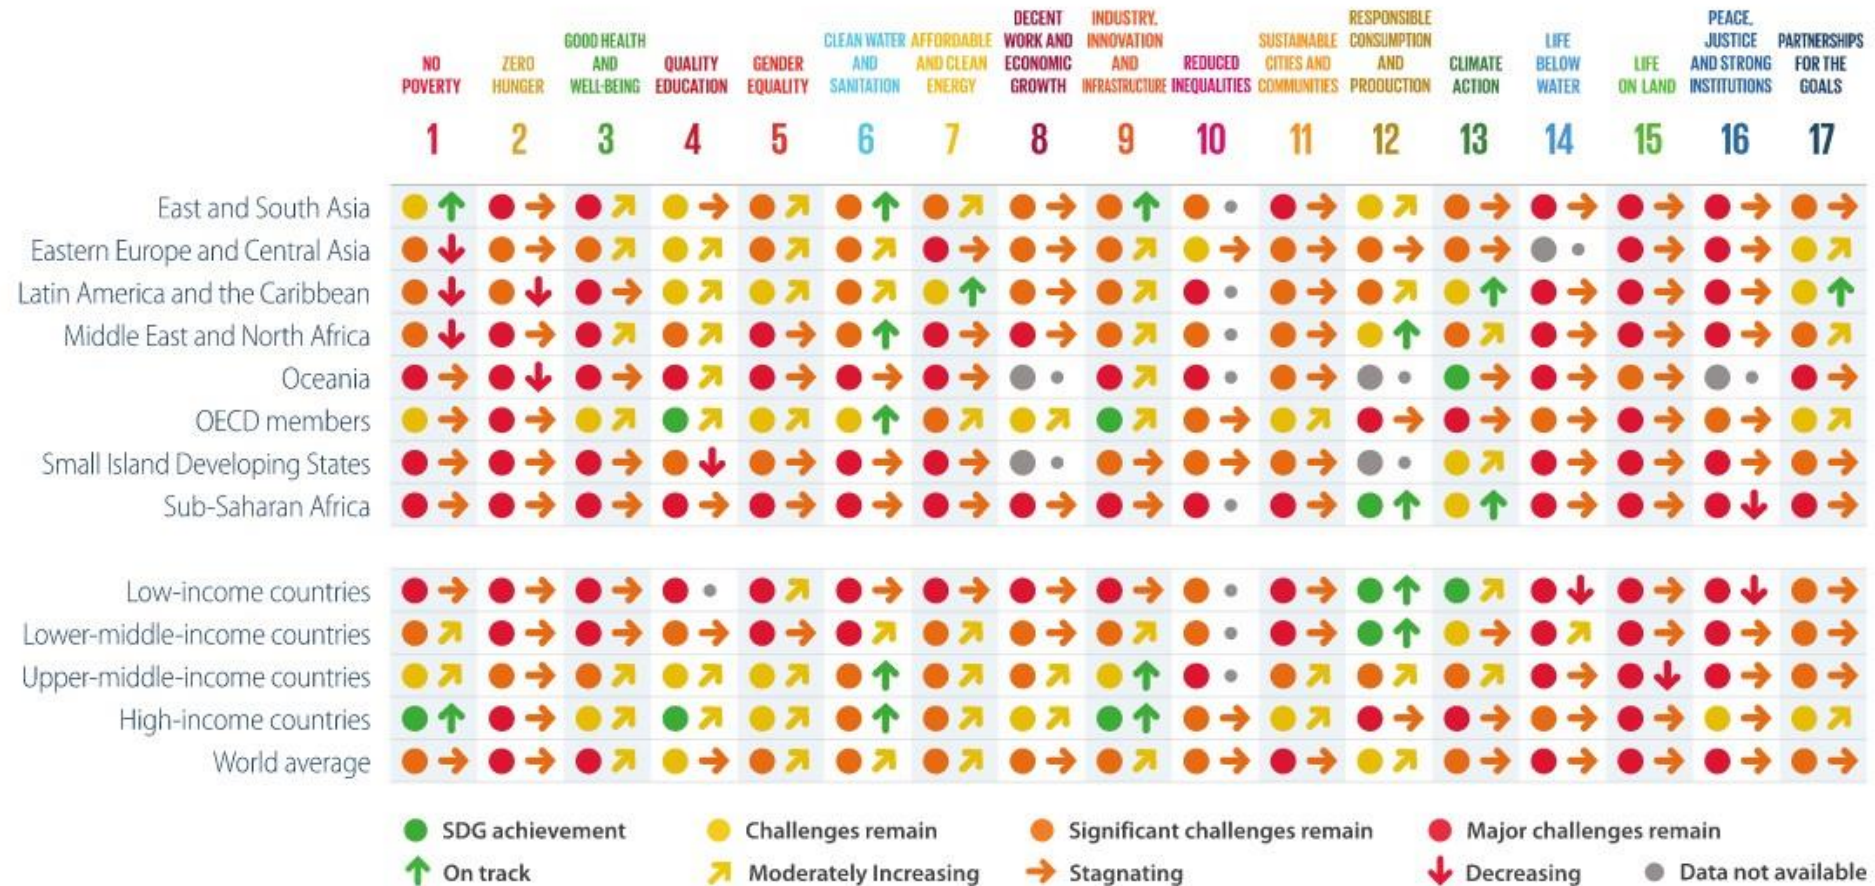 NO
POVERTY
ZERO
HUNGER
GOOD HEALTH
AND
WELL-BEING
QUALITY
EDUCATION
GENDER
EQUALITY
CLEAN WATER
AND
SANITATION
AFFORDABLE
AND CLEAN
ENERGY
DECENT
WORK AND
ECONOMIC
GROWTH
INDUSTRY,
INNOVATION
AND
INFRASTRUCTURE
REDUCED
INEQUALITIES
SUSTAINABLE
CITIES AND
COMMUNITIES
RESPONSIBLE
CONSUMPTION
AND
PRODUCTION
CLIMATE
ACTION
LIFE
BELOW
WATER
LIFE
ON LAND
PEACE,
JUSTICE
AND STRONG
INSTITUTIONS
PARTNERSHIPS
FOR THE
GOALS
1 2 3 4 5 6 7 8 9 10 11 12 13 14 15 16 17
East and South Asia
Eastern Europe and Central Asia
Latin America and the Caribbean
Middle East and North Africa
Oceania
OECD members
Small Island Developing States
Sub-Saharan Africa
Low-income countries
Lower-middle-income countries
Upper-middle-income countries
High-income countries
World average
SDG achievement Challenges remain Significant challenges remain Major challenges remain
On track Moderately Increasing Stagnating Decreasing Data not available